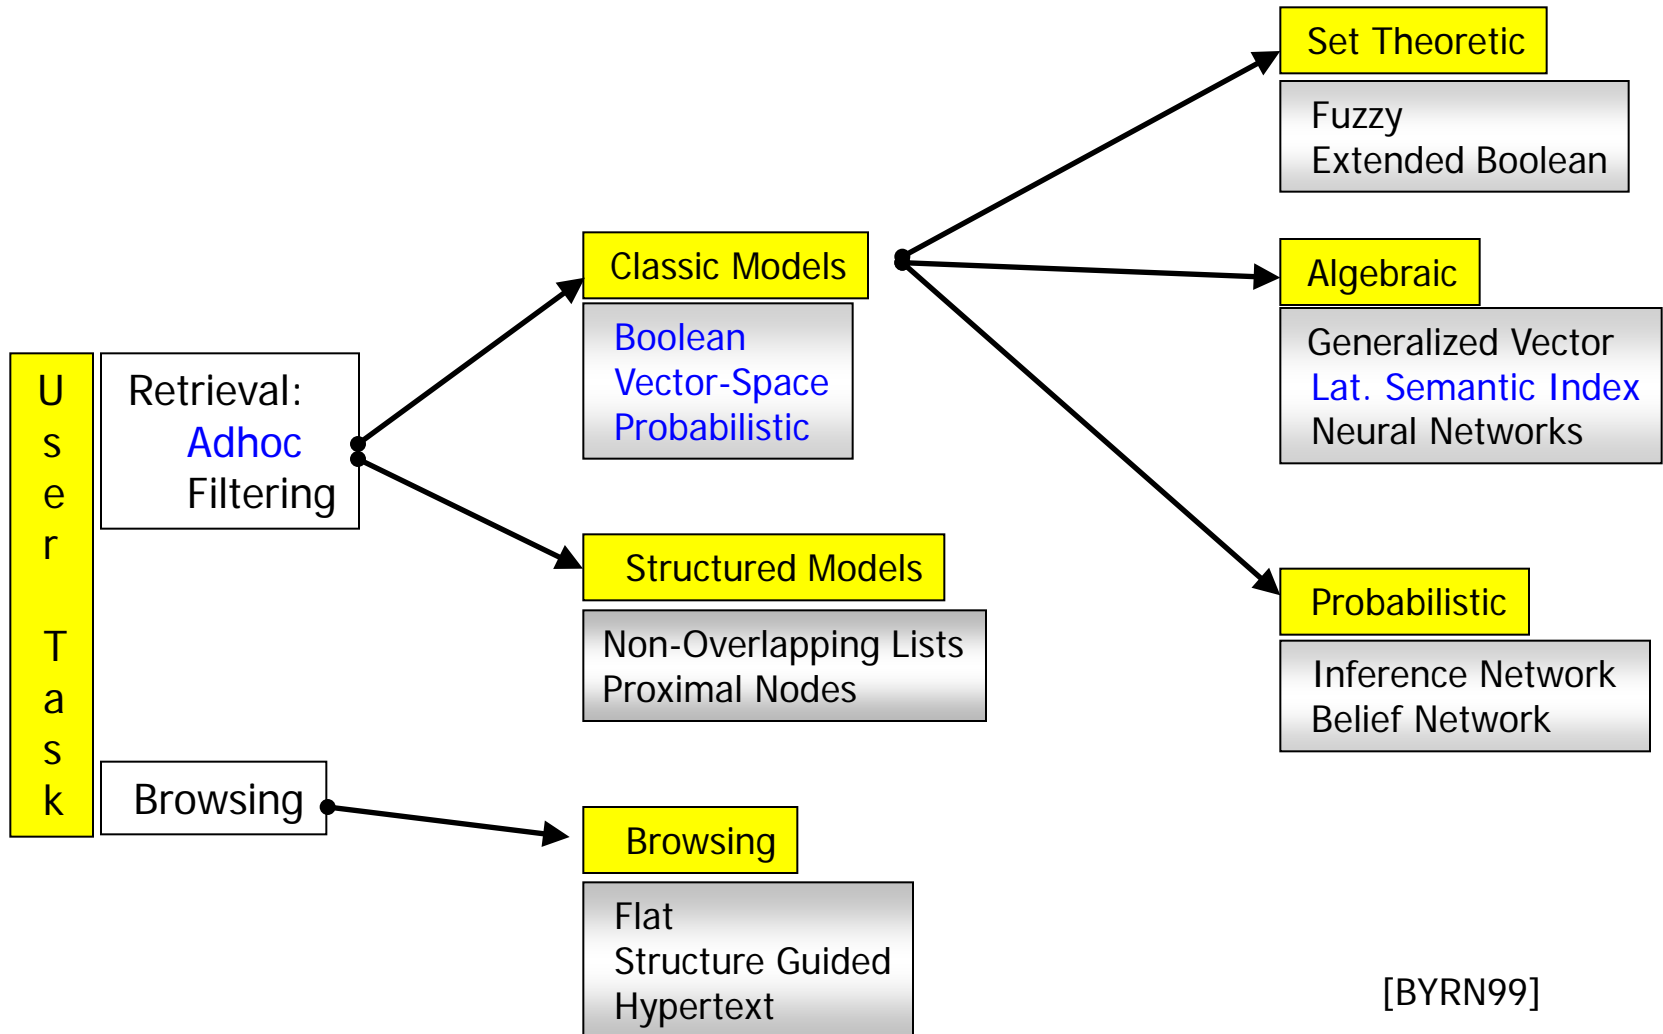 User Task
Retrieval:
Adhoc
Filtering
Browsing
Classic Models
Boolean
Vector-Space
Probabilistic
Structured Models
Non-Overlapping Lists
Proximal Nodes
Browsing
Flat
Structure Guided
Hypertext
Set Theoretic
Fuzzy
Extended Boolean
Algebraic
Generalized Vector
Lat. Semantic Index
Neural Networks
Probabilistic
Inference Network
Belief Network
[BYRN99]